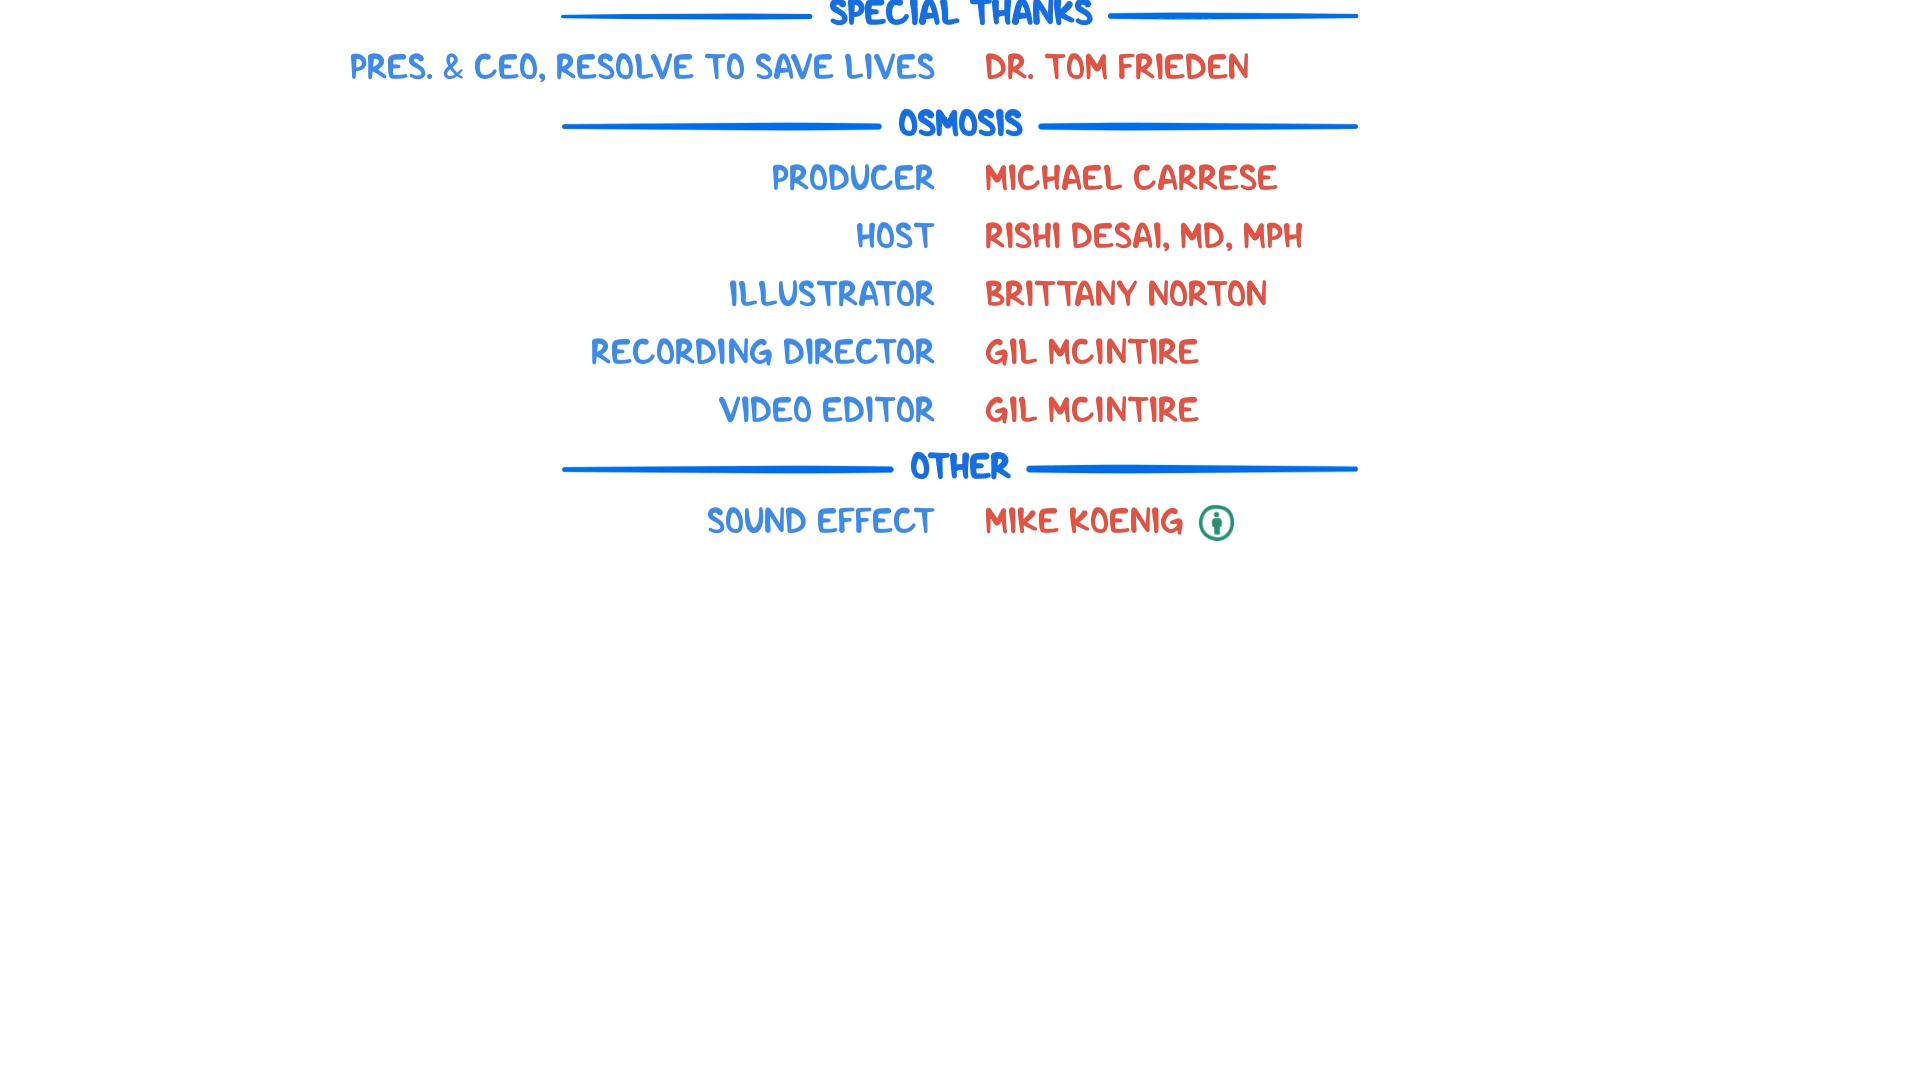 SPECIAL THANKS
PRES. & CEO, RESOLVE TO SAVE LIVES DR. TOM FRIEDEN
OSMOSIS
PRODUCER MICHAEL CARRESE
HOST RISHI DESAI, MD, MPH
ILLUSTRATOR BRITTANY NORTON
RECORDING DIRECTOR GIL MCINTIRE
VIDEO EDITOR GIL MCINTIRE
OTHER
SOUND EFFECT MIKE KOENIG